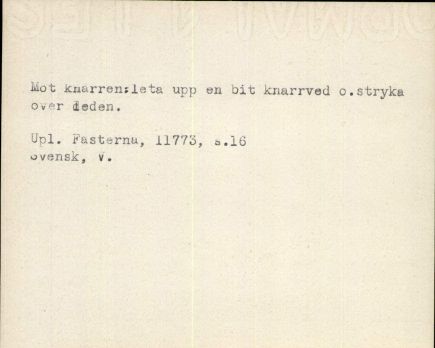 Mot knarren:leta upp en bit knarrved o.stryka
over leden.
Upl. Fasterna, 11773, s.16
Svensk, V.